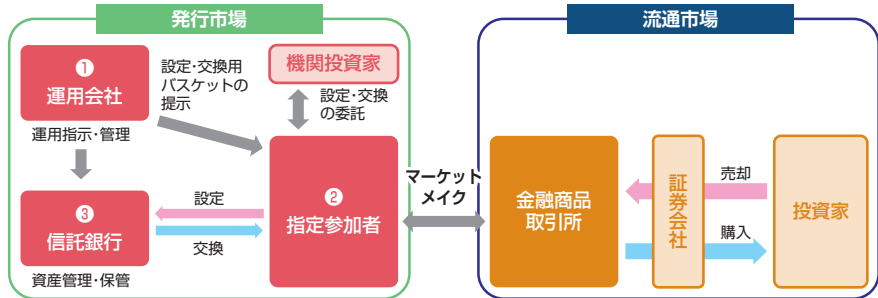 発行市場
流通市場
❶
運用会社
運用指示・管理
設定・交換用
バスケットの
提示
機関投資家
設定・交換
の委託
❷
指定参加者
❸
信託銀行
資産管理・保管
設定
交換
マーケット
メイク
金融商品
取引所
証券会社
売却
購入
投資家